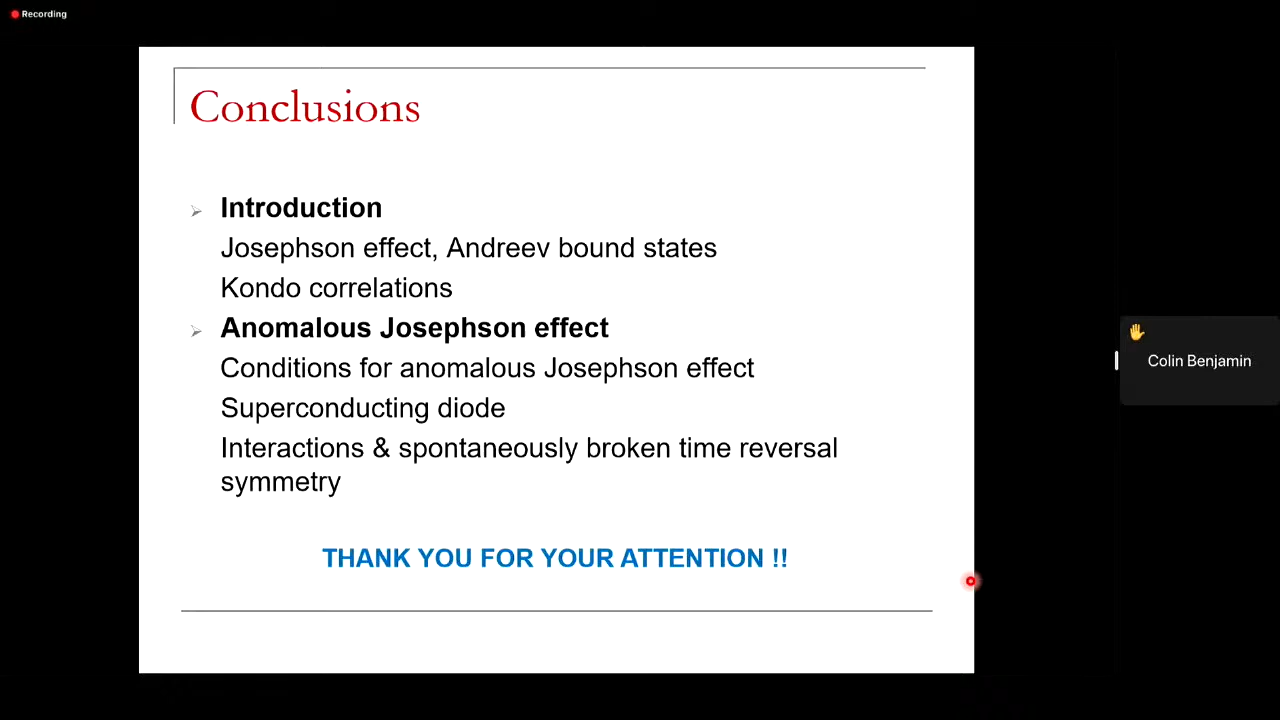 Recording
Conclusions
Introduction
Josephson effect, Andreev bound states
Kondo correlations
Anomalous Josephson effect
Conditions for anomalous Josephson effect
Superconducting diode
Interactions & spontaneously broken time reversal
symmetry
THANK YOU FOR YOUR ATTENTION !!
Colin Benjamin